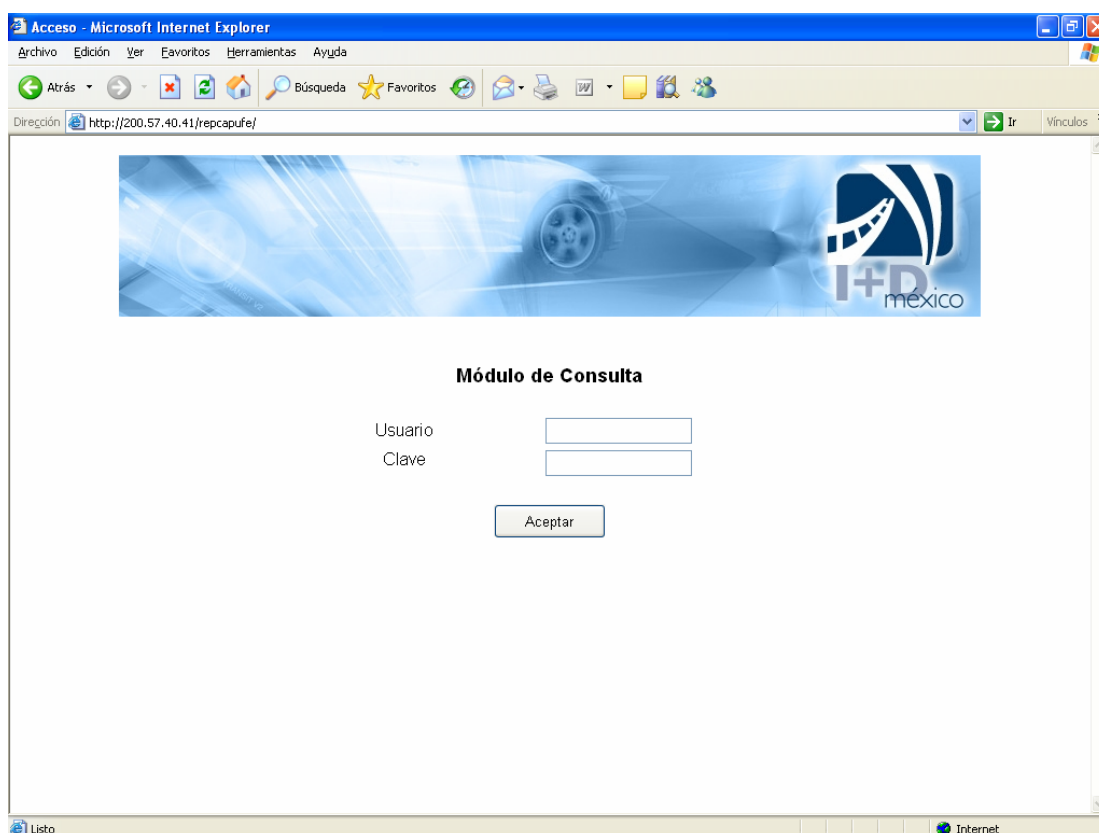 Acceso - Microsoft Internet Explorer
Archivo Edición Ver Favoritos Herramientas Ayuda
Atrás Búsqueda Favoritos
Dirección http://200.57.40.41/repcapufe/ Ir Vínculos
I+D
méxico
Módulo de Consulta
Usuario
Clave
Aceptar
Listo Internet